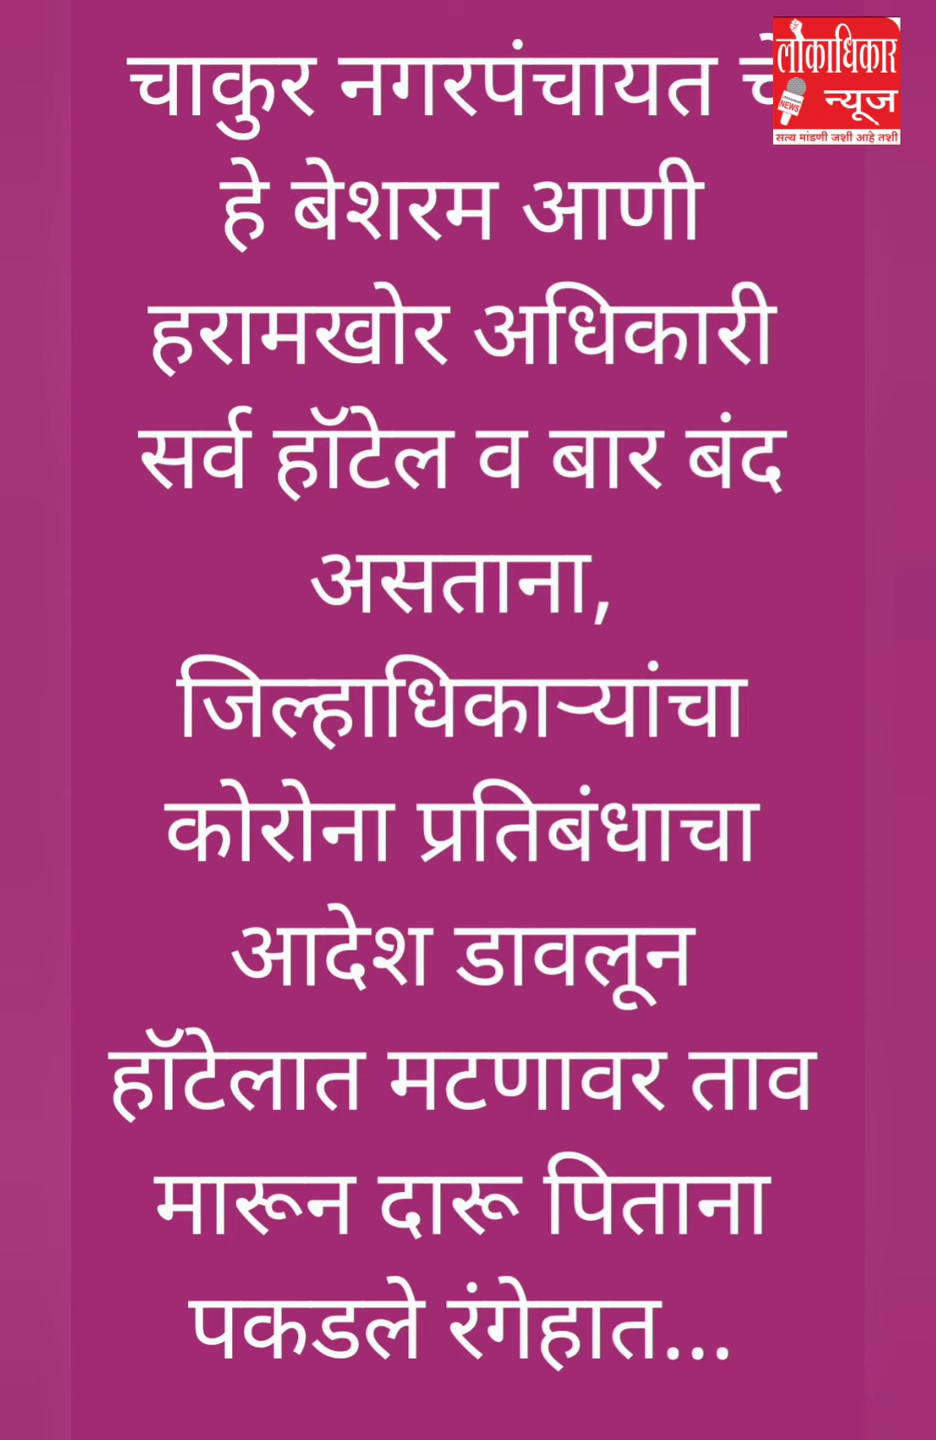 चाकुर नगरपंचायत चे
हे बेशरम आणी
हरामखोर अधिकारी
सर्व हॉटेल व बार बंद
असताना,
जिल्हाधिकाऱ्यांचा
कोरोना प्रतिबंधाचा
आदेश डावलून
हॉटेलात मटणावर ताव
मारून दारू पिताना
पकडले रंगेहात...
लोकाधिकार
NEWS न्यूज
सत्य मांडणी जशी आहे तशी